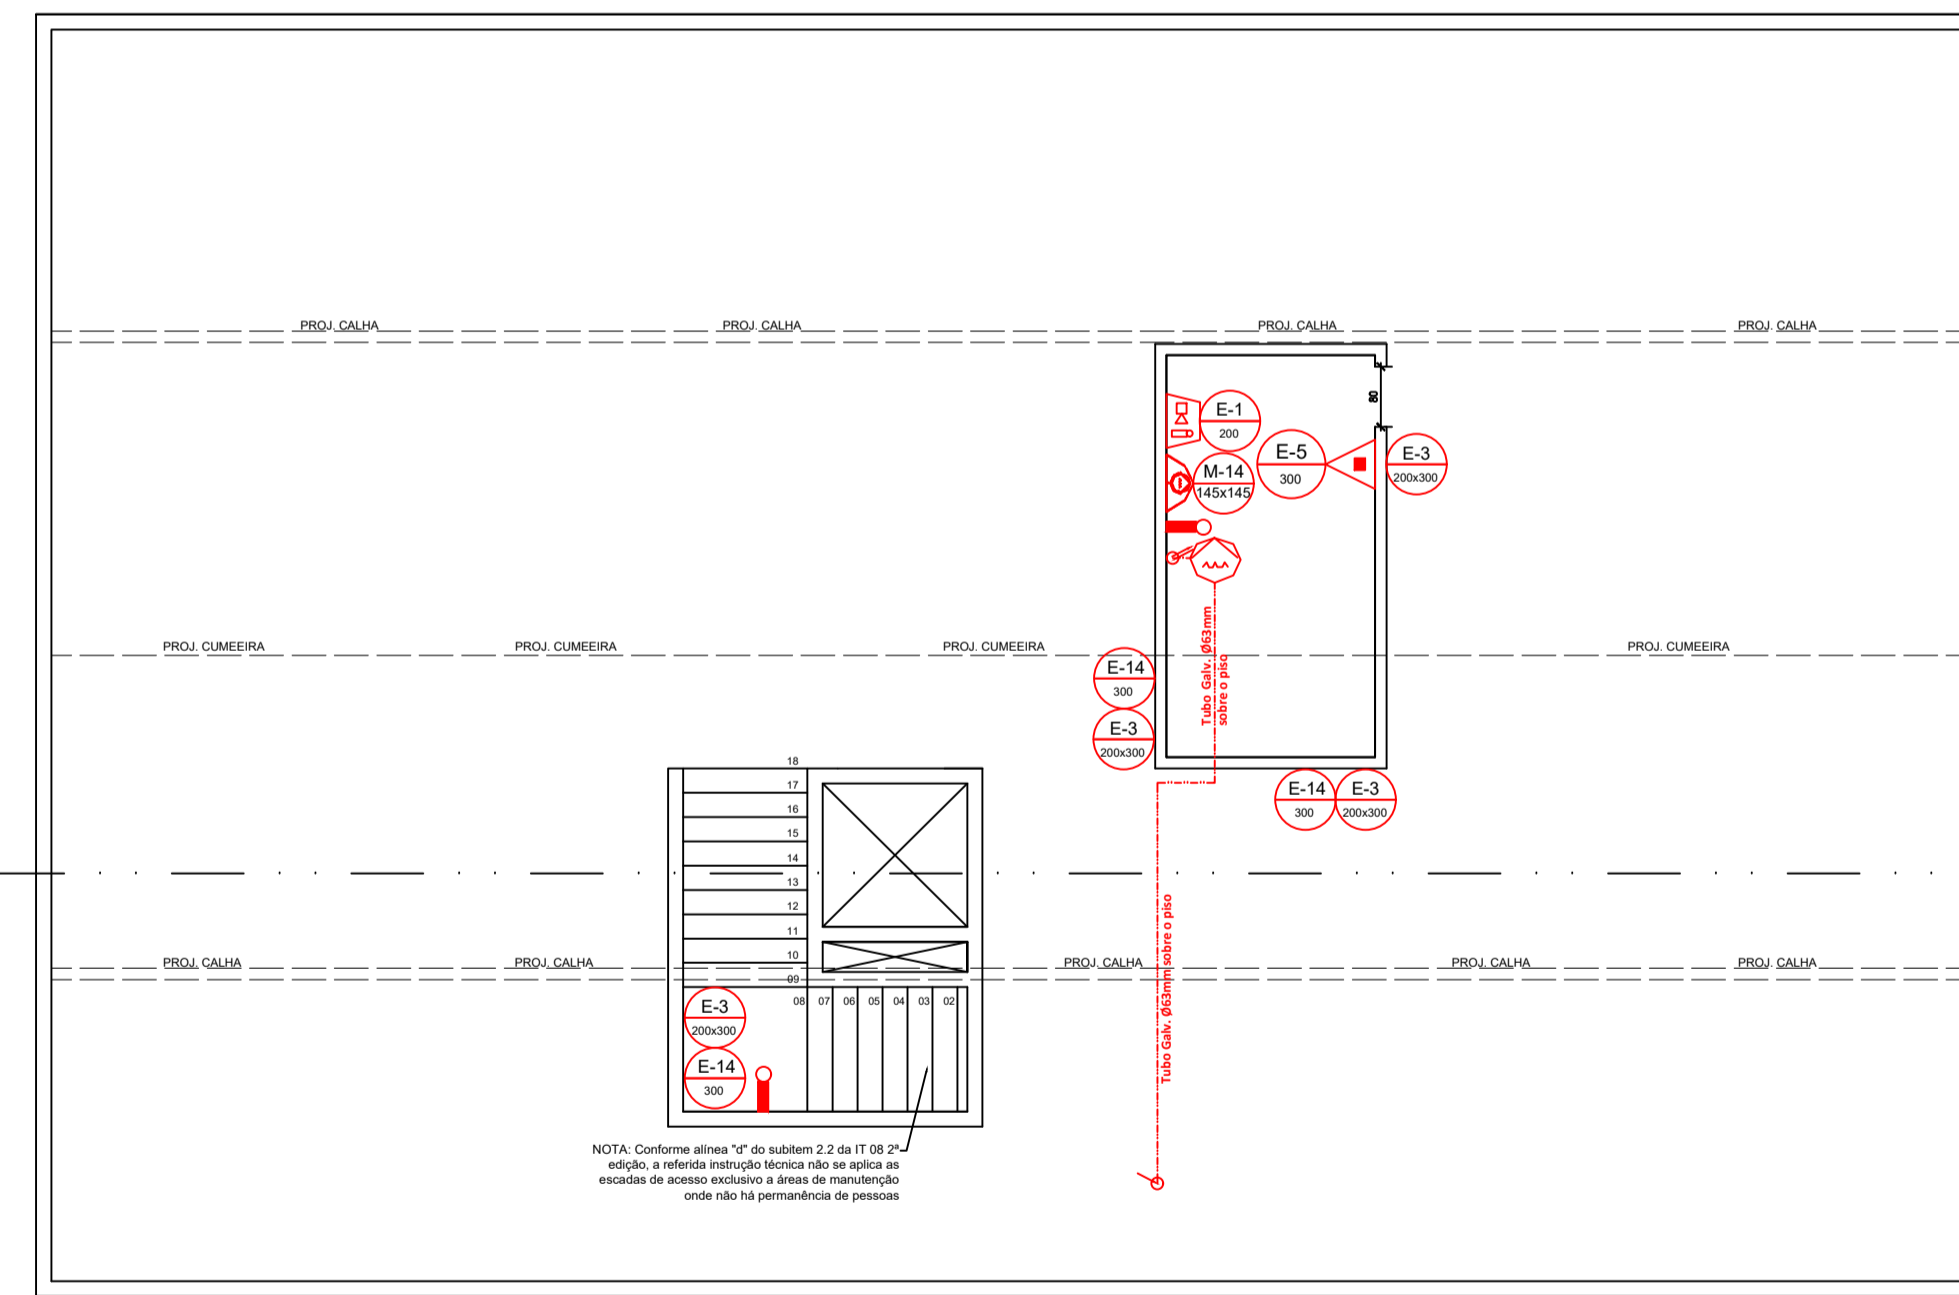 PROJ. CALHA
PROJ. CALHA
PROJ. CALHA
PROJ. CALHA
80
E-1
200
E-5
300
E-3
200x300
M-14
145x145
Tubo Galv. Ø63mm
sobre o piso
PROJ. CUMEEIRA
PROJ. CUMEEIRA
PROJ. CUMEEIRA
PROJ. CUMEEIRA
E-14
300
E-3
200x300
E-14
300
E-3
200x300
18
17
16
15
14
13
12
11
10
09
08
07
06
05
04
03
02
PROJ. CALHA
PROJ. CALHA
PROJ. CALHA
PROJ. CALHA
PROJ. CALHA
Tubo Galv. Ø63mm sobre o piso
E-3
200x300
E-14
300
NOTA: Conforme alínea "d" do subitem 2.2 da IT 08 2ª
edição, a referida instrução técnica não se aplica as
escadas de acesso exclusivo a áreas de manutenção
onde não há permanência de pessoas